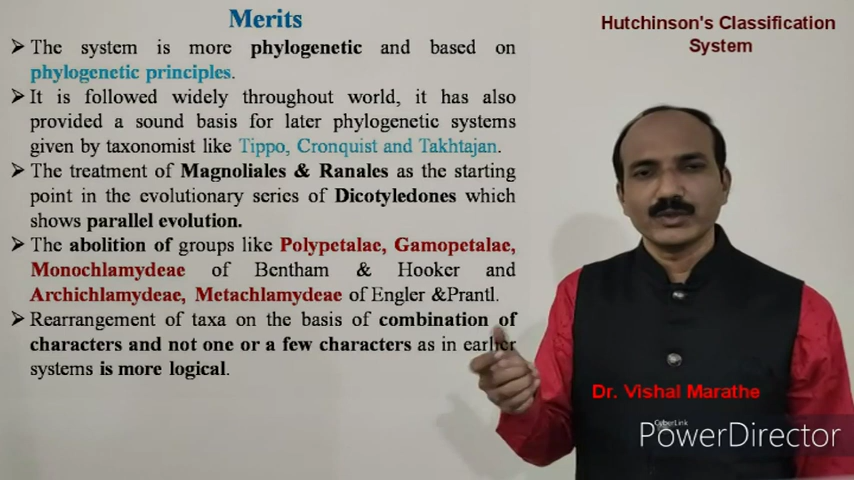 Merits
➢ The system is more phylogenetic and based on
phylogenetic principles.
➢ It is followed widely throughout world, it has also
provided a sound basis for later phylogenetic systems
given by taxonomist like Tippo, Cronquist and Takhtajan.
➢ The treatment of Magnoliales & Ranales as the starting
point in the evolutionary series of Dicotyledones which
shows parallel evolution.
➢ The abolition of groups like Polypetalae, Gamopetalae,
Monochlamydeae of Bentham & Hooker and
Archichlamydeae, Metachlamydeae of Engler &Prantl.
➢ Rearrangement of taxa on the basis of combination of
characters and not one or a few characters as in earlier
systems is more logical.
Hutchinson's Classification
System
Dr. Vishal Marathe
CyberLink
PowerDirector